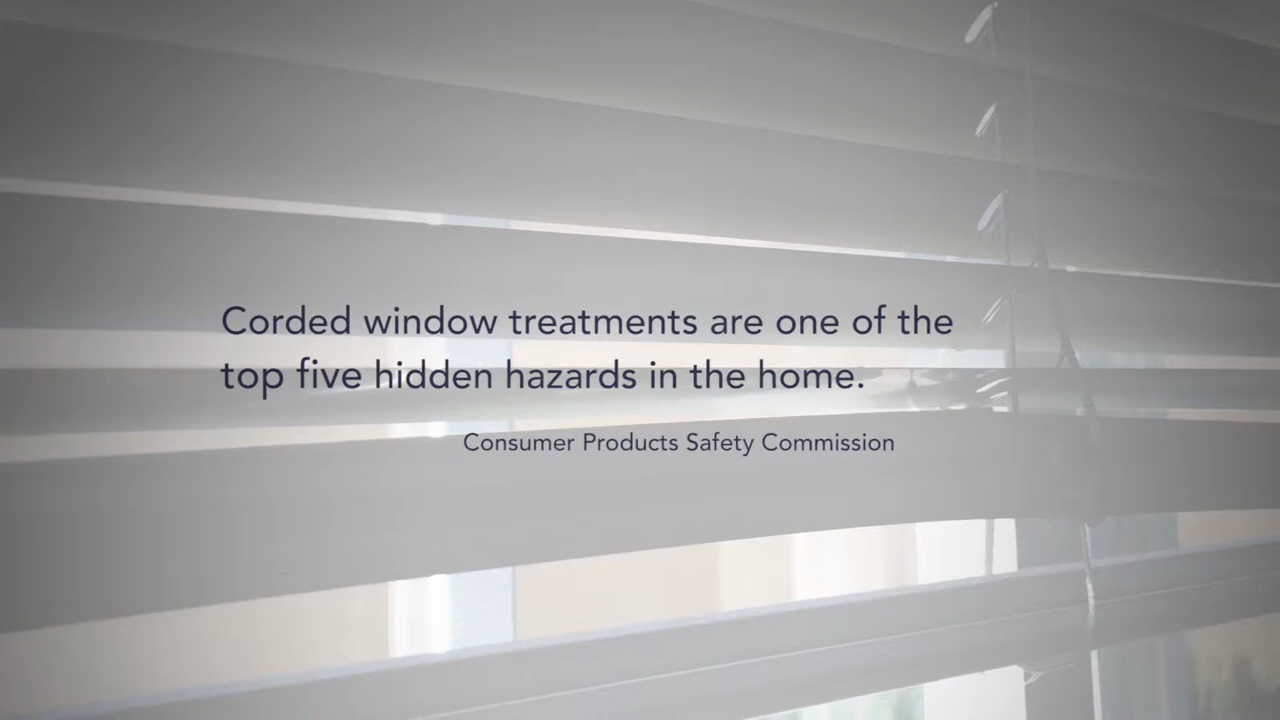 Corded window treatments are one of the
top five hidden hazards in the home.
Consumer Products Safety Commission